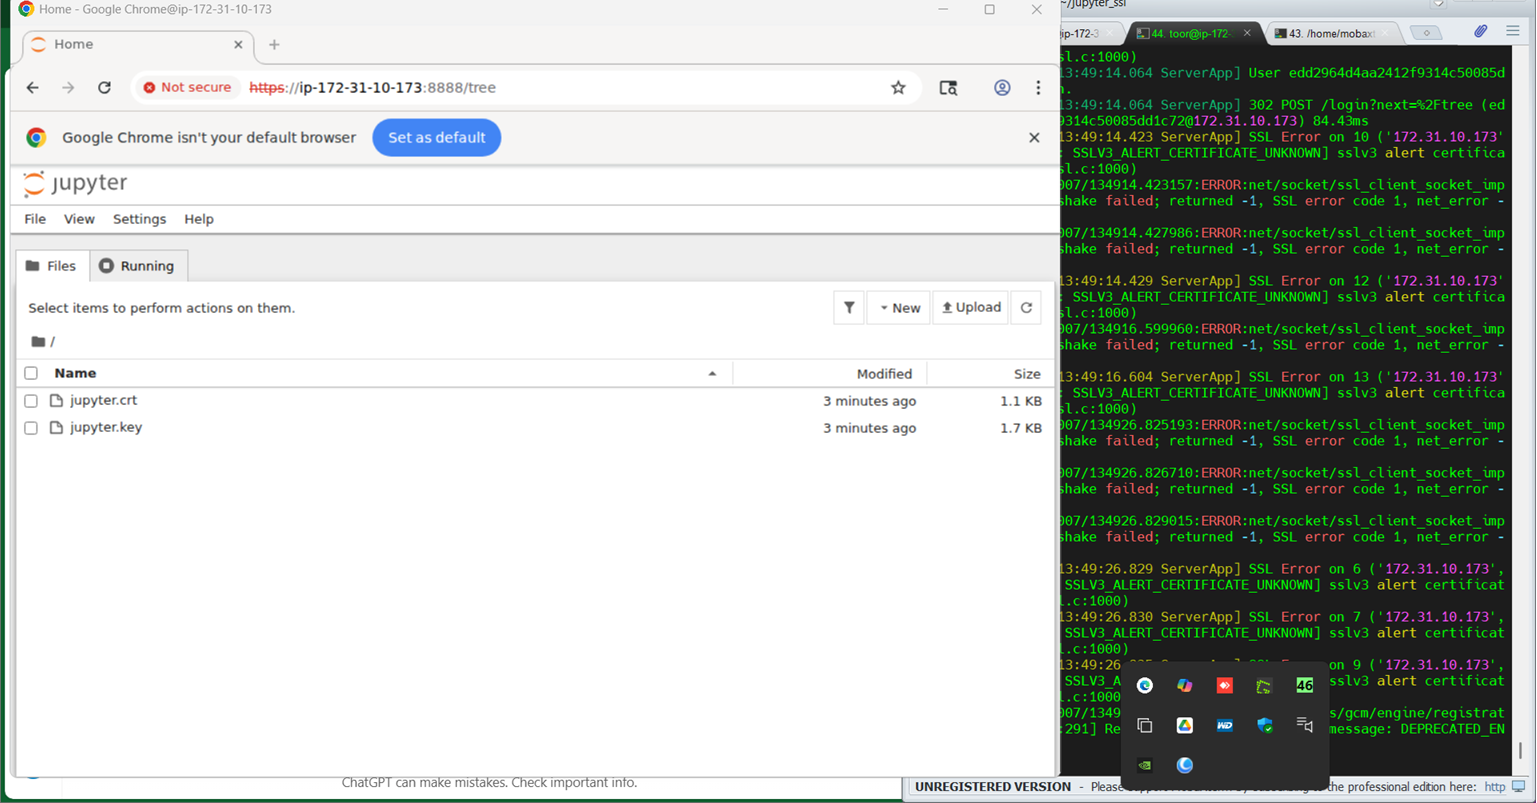 Home - Google Chrome@ip-172-31-10-173
Home
Not secure https://ip-172-31-10-173:8888/tree
Google Chrome isn't your default browser Set as default
jupyter
File View Settings Help
Files Running
Select items to perform actions on them. New Upload
/
Name Modified Size
jupyter.crt 3 minutes ago 1.1 KB
jupyter.key 3 minutes ago 1.7 KB
ChatGPT can make mistakes. Check important info.
~/jupyter_ssl
ip-172-3 44. toor@ip-172- 43. /home/mobaxt
sl.c:1000)
13:49:14.064 ServerApp] User edd2964d4aa2412f9314c50085d
n.
13:49:14.064 ServerApp] 302 POST /login?next=%2Ftree (ed
9314c50085dd1c72@172.31.10.173) 84.43ms
13:49:14.423 ServerApp] SSL Error on 10 ('172.31.10.173'
: SSLV3_ALERT_CERTIFICATE_UNKNOWN] sslv3 alert certifica
sl.c:1000)
007/134914.423157:ERROR:net/socket/ssl_client_socket_imp
shake failed; returned -1, SSL error code 1, net_error -
007/134914.427986:ERROR:net/socket/ssl_client_socket_imp
shake failed; returned -1, SSL error code 1, net_error -
13:49:14.429 ServerApp] SSL Error on 12 ('172.31.10.173'
: SSLV3_ALERT_CERTIFICATE_UNKNOWN] sslv3 alert certifica
sl.c:1000)
007/134916.599960:ERROR:net/socket/ssl_client_socket_imp
shake failed; returned -1, SSL error code 1, net_error -
13:49:16.604 ServerApp] SSL Error on 13 ('172.31.10.173'
: SSLV3_ALERT_CERTIFICATE_UNKNOWN] sslv3 alert certifica
sl.c:1000)
007/134926.825193:ERROR:net/socket/ssl_client_socket_imp
shake failed; returned -1, SSL error code 1, net_error -
007/134926.826710:ERROR:net/socket/ssl_client_socket_imp
shake failed; returned -1, SSL error code 1, net_error -
007/134926.829015:ERROR:net/socket/ssl_client_socket_imp
shake failed; returned -1, SSL error code 1, net_error -
13:49:26.829 ServerApp] SSL Error on 6 ('172.31.10.173',
SSLV3_ALERT_CERTIFICATE_UNKNOWN] sslv3 alert certificat
l.c:1000)
13:49:26.830 ServerApp] SSL Error on 7 ('172.31.10.173',
SSLV3_ALERT_CERTIFICATE_UNKNOWN] sslv3 alert certificat
l.c:1000)
13:49:26 on 9 ('172.31.10.173',
SSLV3_A sslv3 alert certificat
l.c:1000
007/1349 s/gcm/engine/registrat
:291] Re message: DEPRECATED_EN
46
WD
UNREGISTERED VERSION - Please the professional edition here: http